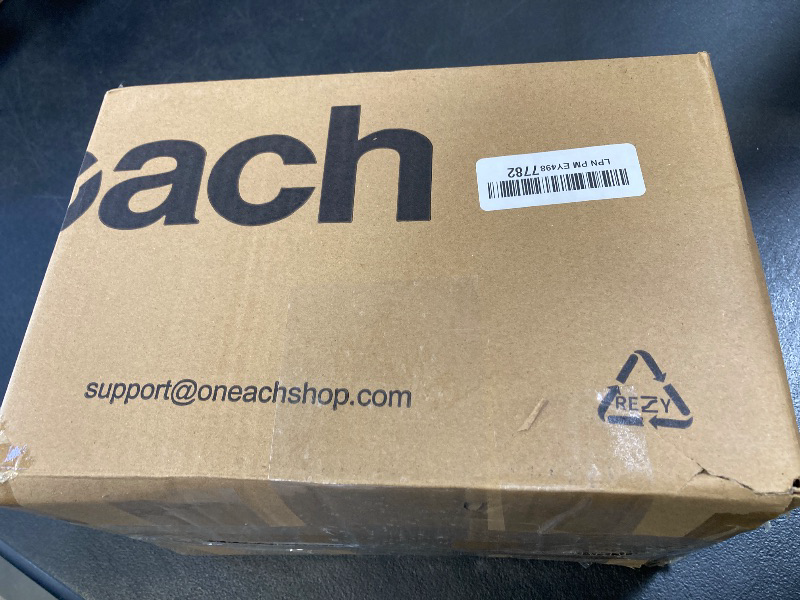 each
LPN PM EY498 7782
support@oneachshop.com
REZY